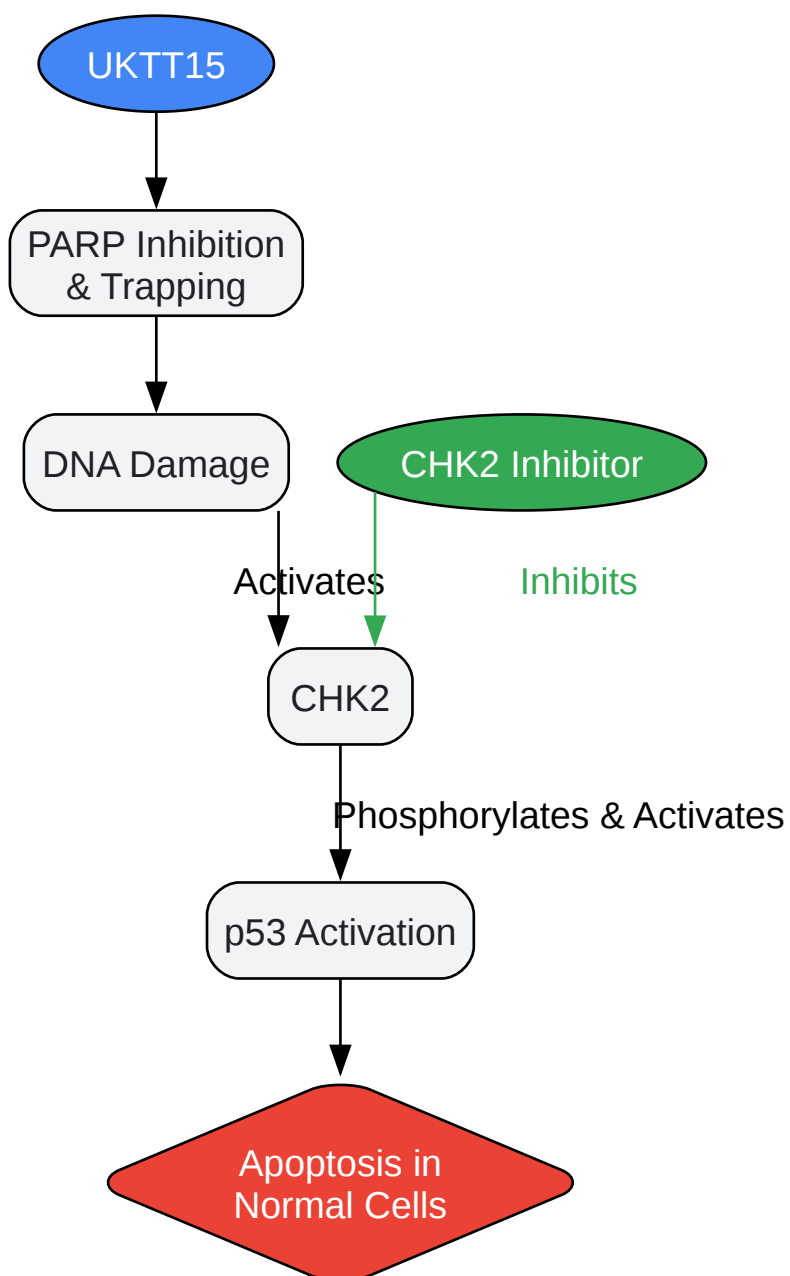 UKTT15
PARP Inhibition
& Trapping
DNA Damage
CHK2 Inhibitor
Activates
Inhibits
CHK2
Phosphorylates & Activates
p53 Activation
Apoptosis in
Normal Cells